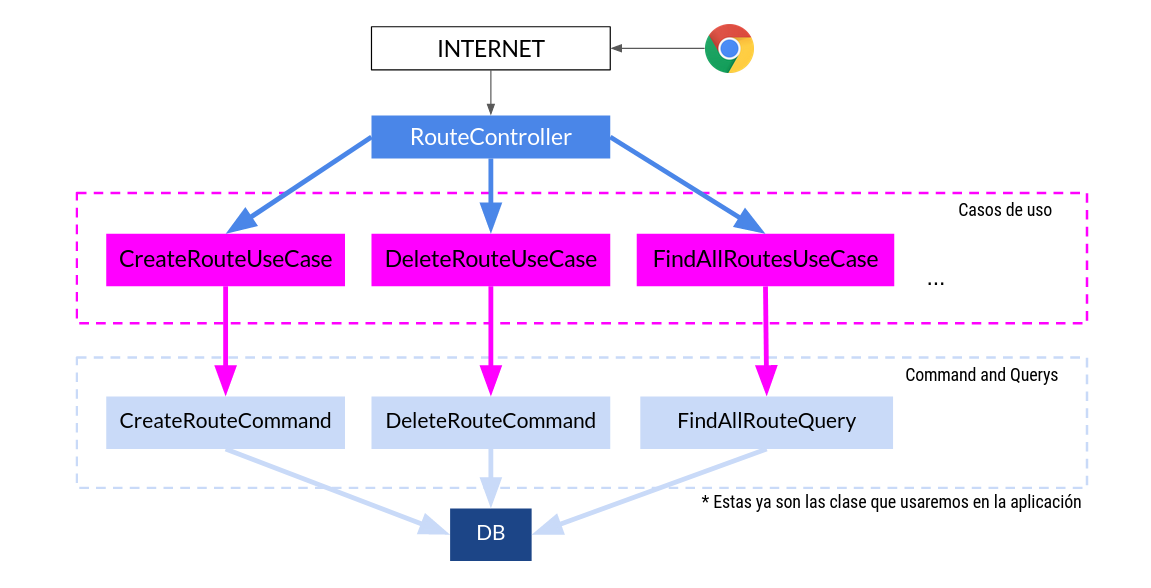 INTERNET
RouteController
Casos de uso
CreateRouteUseCase
DeleteRouteUseCase
FindAllRoutesUseCase
...
Command and Querys
CreateRouteCommand
DeleteRouteCommand
FindAllRouteQuery
* Estas ya son las clase que usaremos en la aplicación
DB